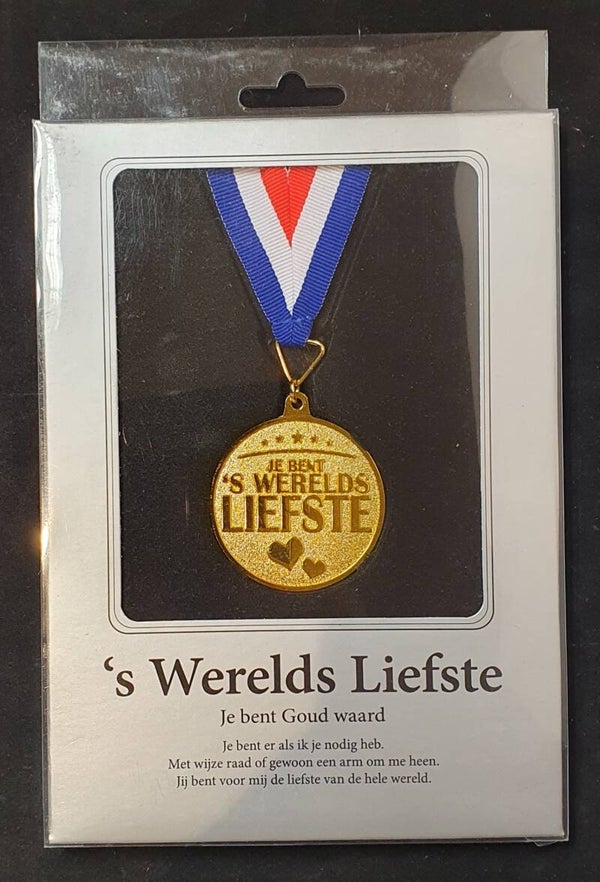 JE BENT
‘S WERELDS
LIEFSTE
‘s Werelds Liefste
Je bent Goud waard
Je bent er als ik je nodig heb.
Met wijze raad of gewoon een arm om me heen.
Jij bent voor mij de liefste van de hele wereld.